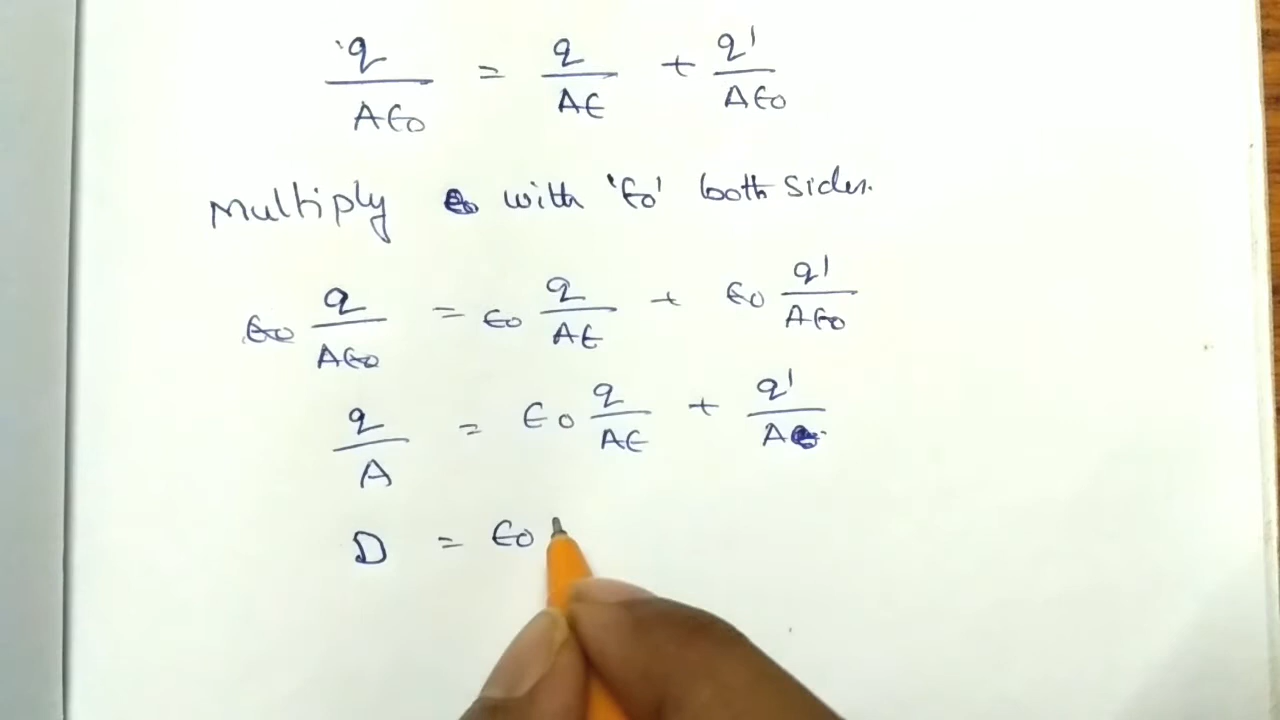 q/Aϵ0 = q/Aϵ + q'/Aϵ0
Multiply with 'ϵ0' both sides.
ϵ0 q/Aϵ0 = ϵ0 q/Aϵ + ϵ0 q'/Aϵ0
q/A = ϵ0 q/Aϵ + q'/A
D = ϵ0